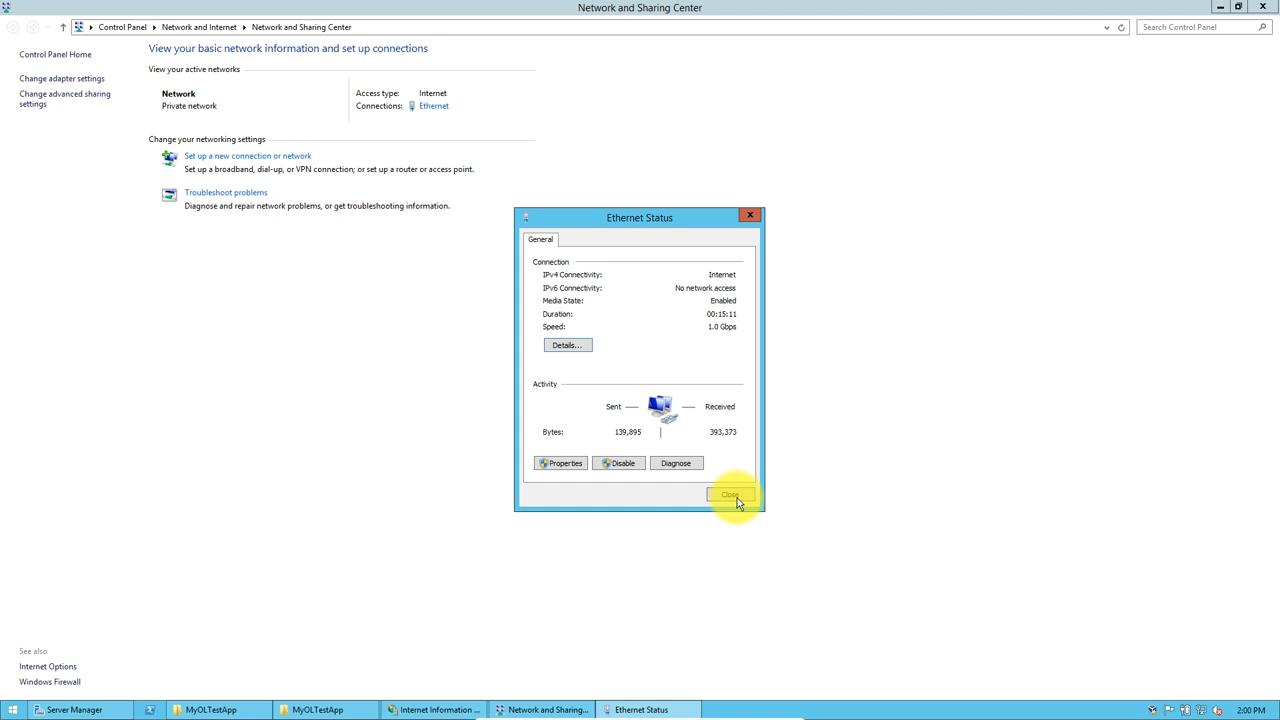 Network and Sharing Center
Control Panel Network and Internet Network and Sharing Center
Search Control Panel
Control Panel Home
Change adapter settings
Change advanced sharing
settings
View your basic network information and set up connections
View your active networks
Network
Private network
Access type: Internet
Connections: Ethernet
Change your networking settings
Set up a new connection or network
Set up a broadband, dial-up, or VPN connection; or set up a router or access point.
Troubleshoot problems
Diagnose and repair network problems, or get troubleshooting information.
Ethernet Status
General
Connection
IPv4 Connectivity: Internet
IPv6 Connectivity: No network access
Media State: Enabled
Duration: 00:15:11
Speed: 1.0 Gbps
Details...
Activity
Sent Received
Bytes: 139,895 393,373
Properties Disable Diagnose
Close
See also
Internet Options
Windows Firewall
Server Manager MyOLTestApp MyOLTestApp Internet Information ... Network and Sharing... Ethernet Status 2:00 PM